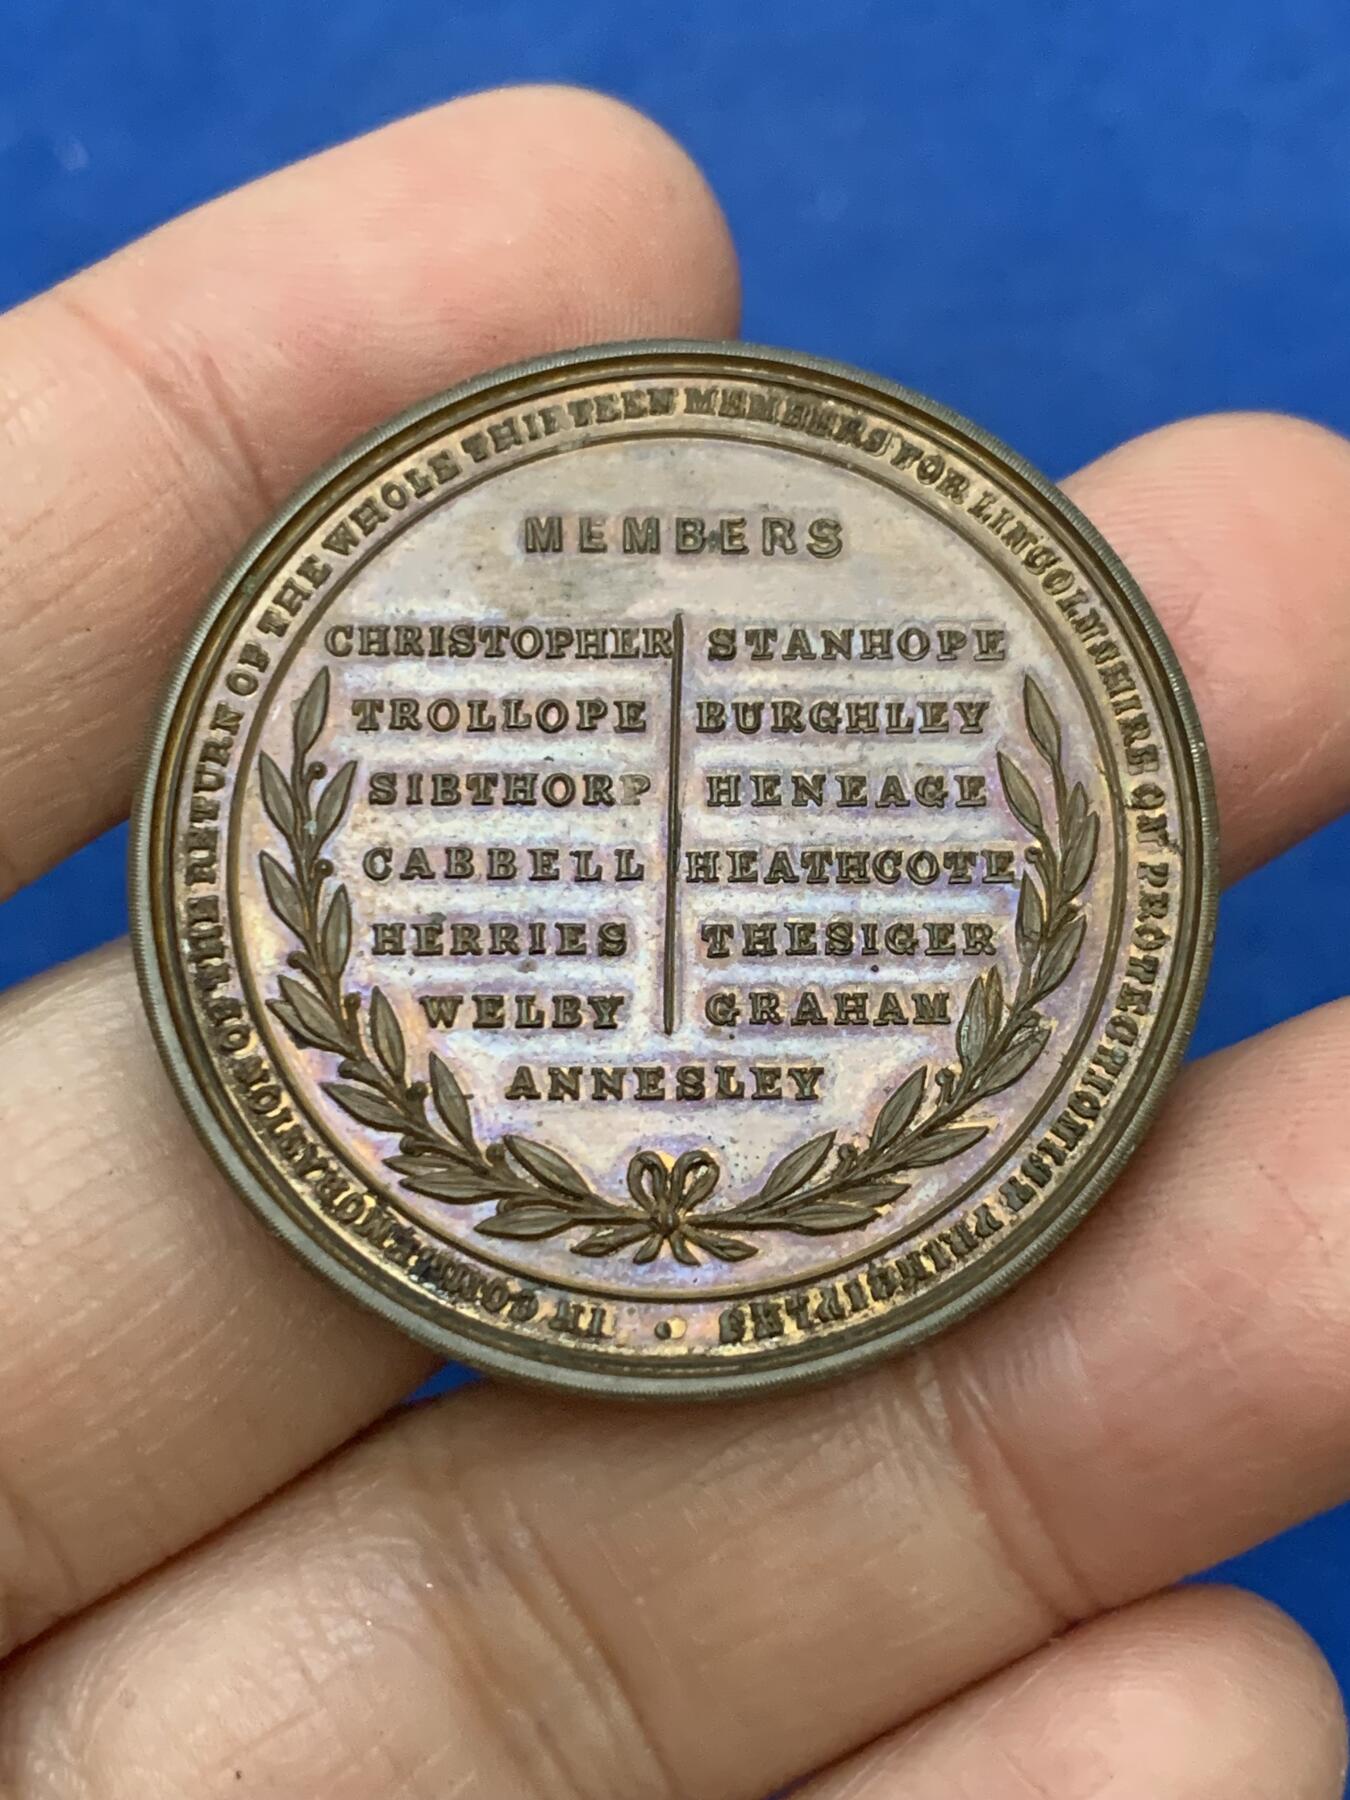 IN COMMEMORATION OF THE RETURN OF THE WHOLE THIRTEEN MEMBERS FOR LINCOLNSHIRE ON PROTECTIONIST PRINCIPLES
MEMBERS
CHRISTOPHER STANHOPE
TROLLOPE BURGHLEY
SIBTHORP HENEAGE
CABBELL HEATHCOTE
HERRIES THESIGER
WELBY GRAHAM
ANNESLEY